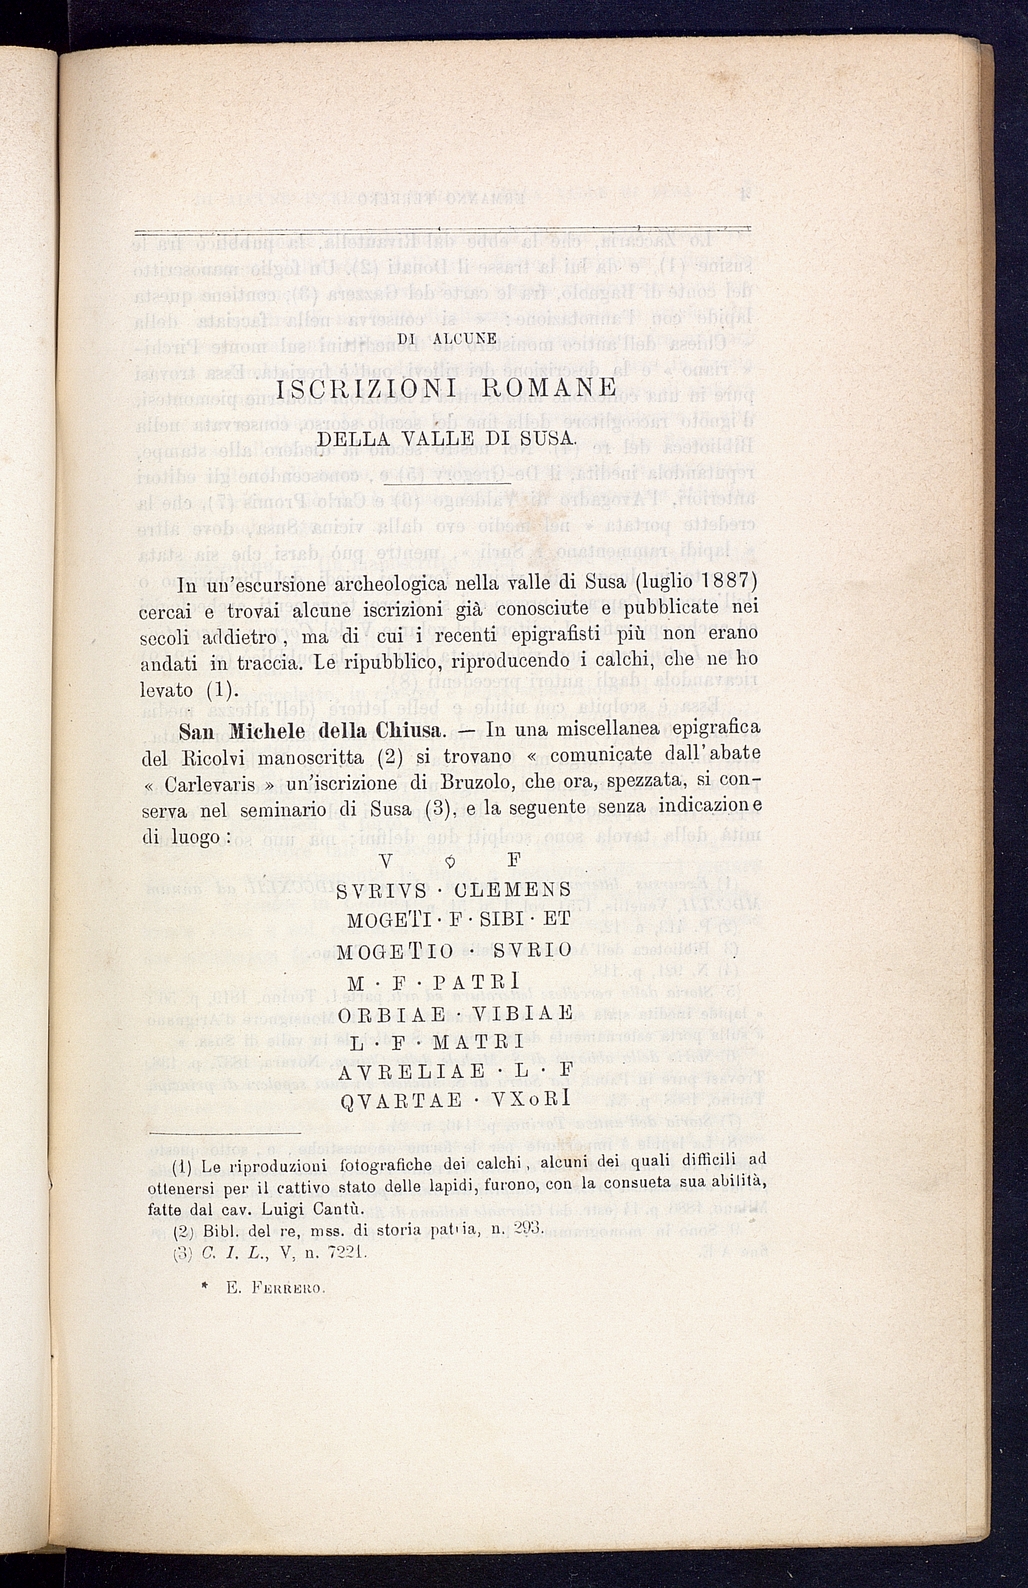 DI ALCUNE
ISCRIZIONI ROMANE
DELLA VALLE DI SUSA.
In un'escursione archeologica nella valle di Susa (luglio 1887)
cercai e trovai alcune iscrizioni già conosciute e pubblicate nei
secoli addietro, ma di cui i recenti epigrafisti più non erano
andati in traccia. Le ripubblico, riproducendo i calchi, che ne ho
levato (1).
San Michele della Chiusa. — In una miscellanea epigrafica
del Ricolvi manoscritta (2) si trovano « comunicate dall'abate
« Carlevaris » un'iscrizione di Bruzolo, che ora, spezzata, si con-
serva nel seminario di Susa (3), e la seguente senza indicazione
di luogo :
V F
SVRIVS · CLEMENS
MOGETI · F · SIBI · ET
MOGETIO · SVRIO
M · F · PATRI
ORBIAE · VIBIAE
L · F · MATRI
AVRELIAE · L · F
QVARTAE · VXoRI
(1) Le riproduzioni fotografiche dei calchi, alcuni dei quali difficili ad
ottenersi per il cattivo stato delle lapidi, furono, con la consueta sua abilità,
fatte dal cav. Luigi Cantù.
(2) Bibl. del re, mss. di storia patria, n. 293.
(3) C. I. L., V, n. 7221.
* E. FERRERO.